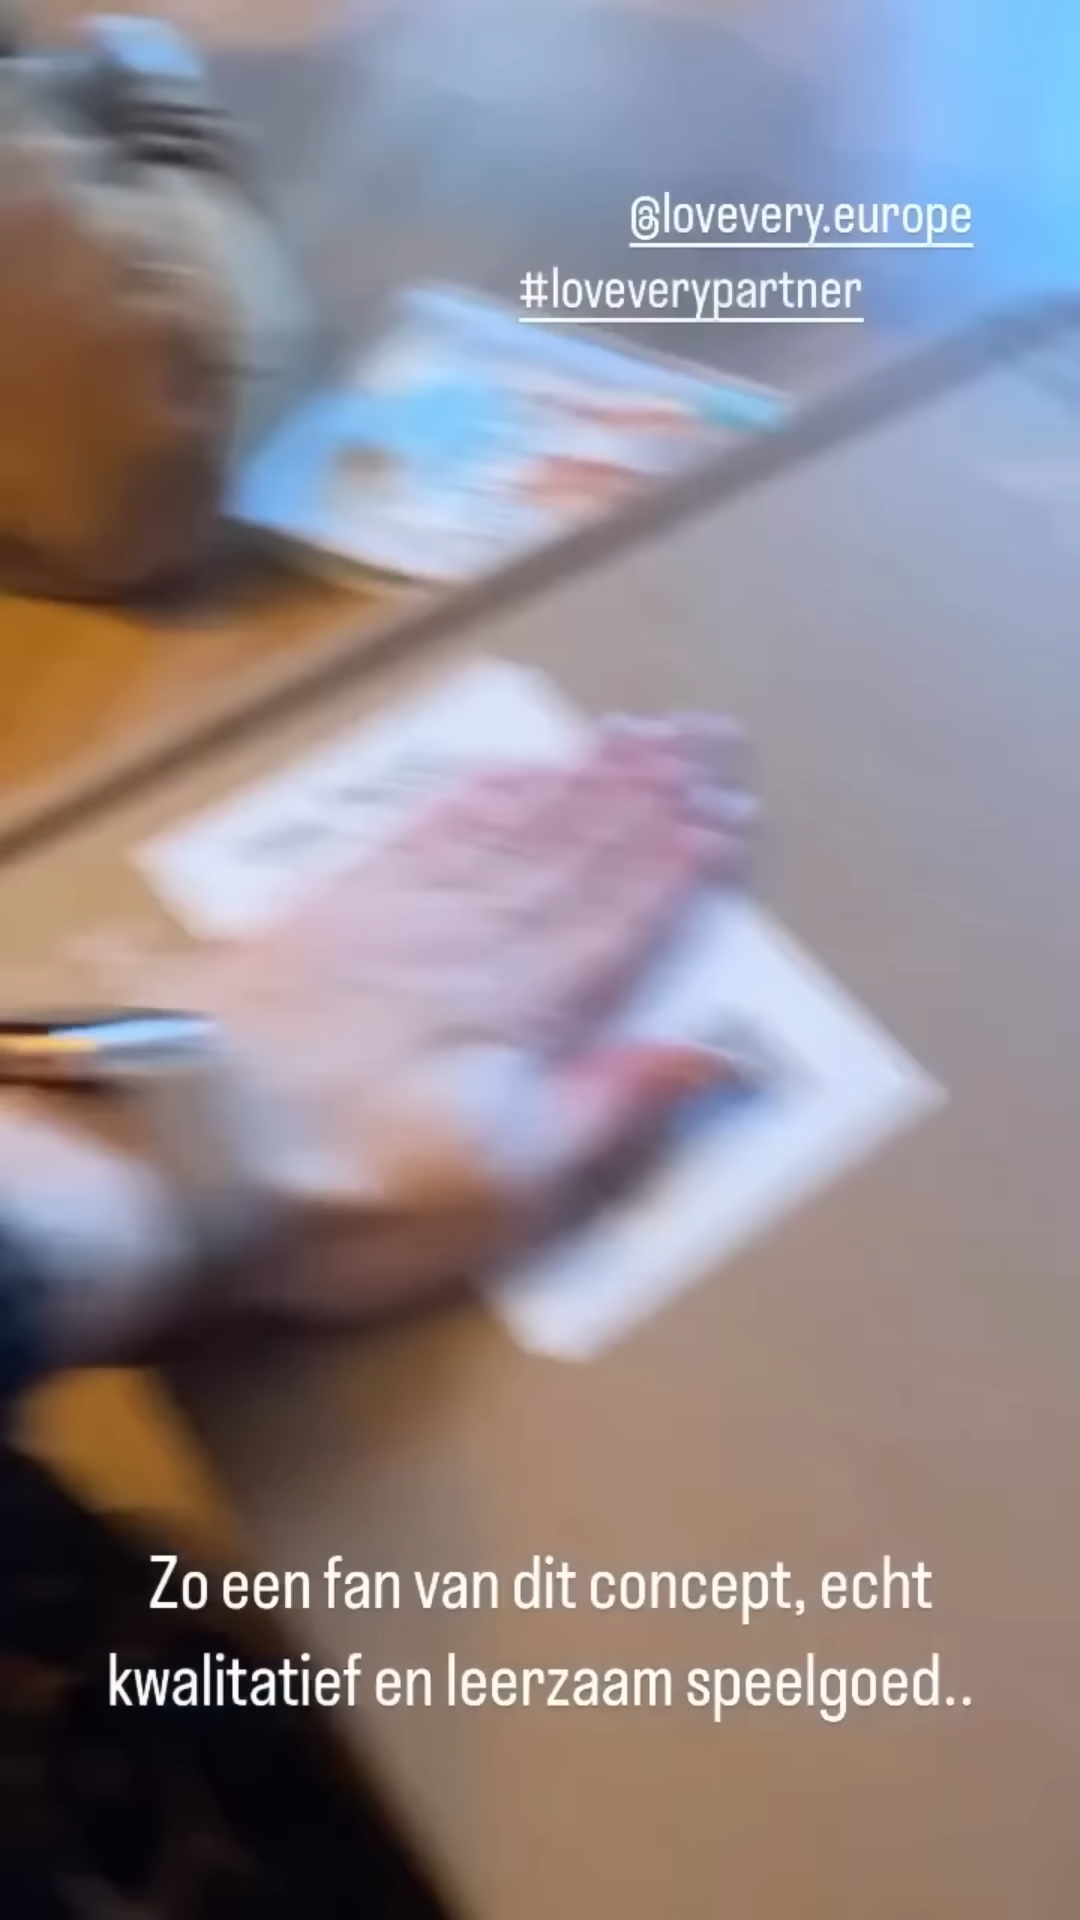 @lovevery.europe
#loveverypartner
Zo een fan van dit concept, echt
kwalitatief en leerzaam speelgoed..